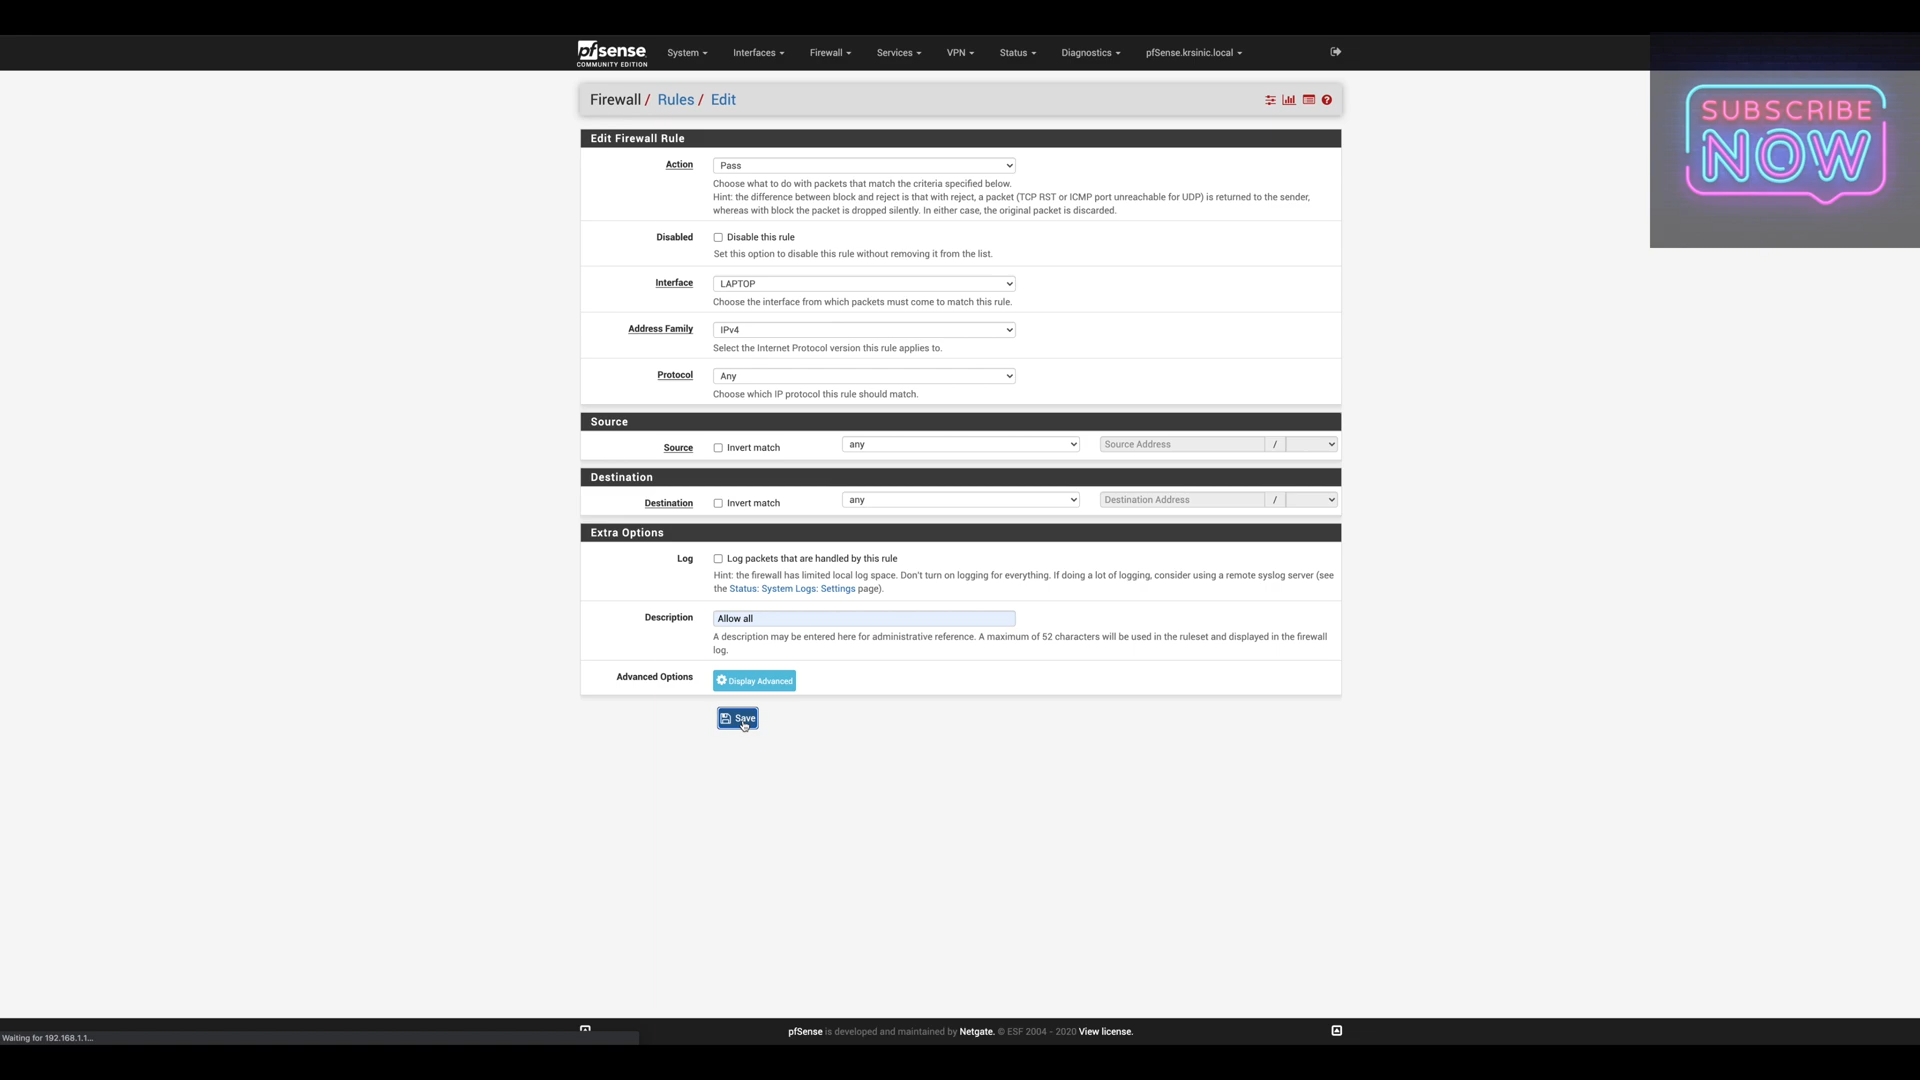 pfsense
COMMUNITY EDITION
System
Interfaces
Firewall
Services
VPN
Status
Diagnostics
pfSense.krsinic.local
SUBSCRIBE
NOW
Firewall / Rules / Edit
Edit Firewall Rule
Action
Pass
Choose what to do with packets that match the criteria specified below.
Hint: the difference between block and reject is that with reject, a packet (TCP RST or ICMP port unreachable for UDP) is returned to the sender,
whereas with block the packet is dropped silently. In either case, the original packet is discarded.
Disabled
Disable this rule
Set this option to disable this rule without removing it from the list.
Interface
LAPTOP
Choose the interface from which packets must come to match this rule.
Address Family
IPv4
Select the Internet Protocol version this rule applies to.
Protocol
Any
Choose which IP protocol this rule should match.
Source
Source
Invert match
any
Source Address
/
Destination
Destination
Invert match
any
Destination Address
/
Extra Options
Log
Log packets that are handled by this rule
Hint: the firewall has limited local log space. Don't turn on logging for everything. If doing a lot of logging, consider using a remote syslog server (see
the Status: System Logs: Settings page).
Description
Allow all
A description may be entered here for administrative reference. A maximum of 52 characters will be used in the ruleset and displayed in the firewall
log.
Advanced Options
Display Advanced
Save
pfSense is developed and maintained by Netgate. © ESF 2004 - 2020 View license.
Waiting for 192.168.1.1...